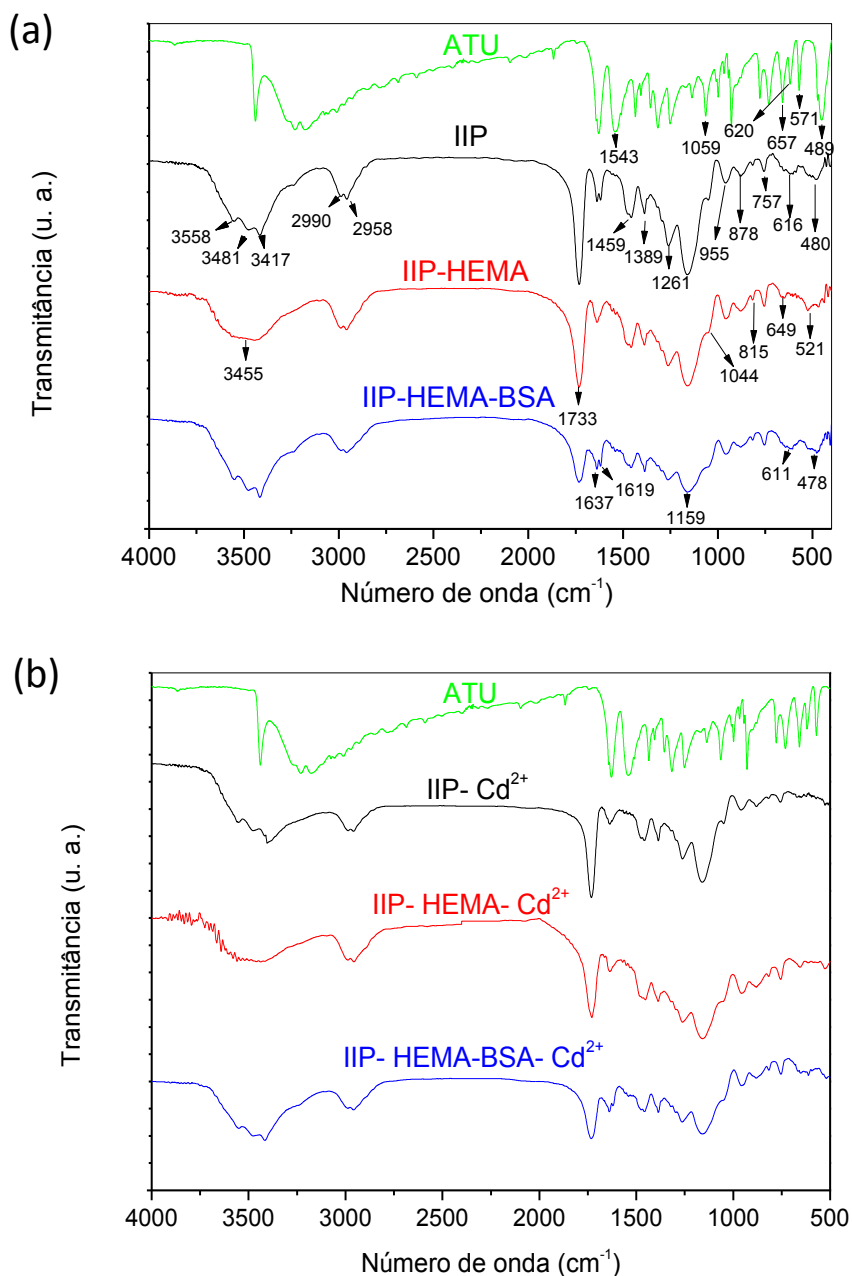 (a)
ATU
1543
1059
620
657
571
489
IIP
3558
3481
3417
2990
2958
1459
1389
1261
955
878
757
616
480
IIP-HEMA
3455
1733
1044
815
649
521
IIP-HEMA-BSA
1637
1619
1159
611
478
Transmitância (u. a.)
4000 3500 3000 2500 2000 1500 1000 500
Número de onda (cm⁻¹)
(b)
ATU
IIP- Cd²⁺
IIP- HEMA- Cd²⁺
IIP- HEMA-BSA- Cd²⁺
Transmitância (u. a.)
4000 3500 3000 2500 2000 1500 1000 500
Número de onda (cm⁻¹)